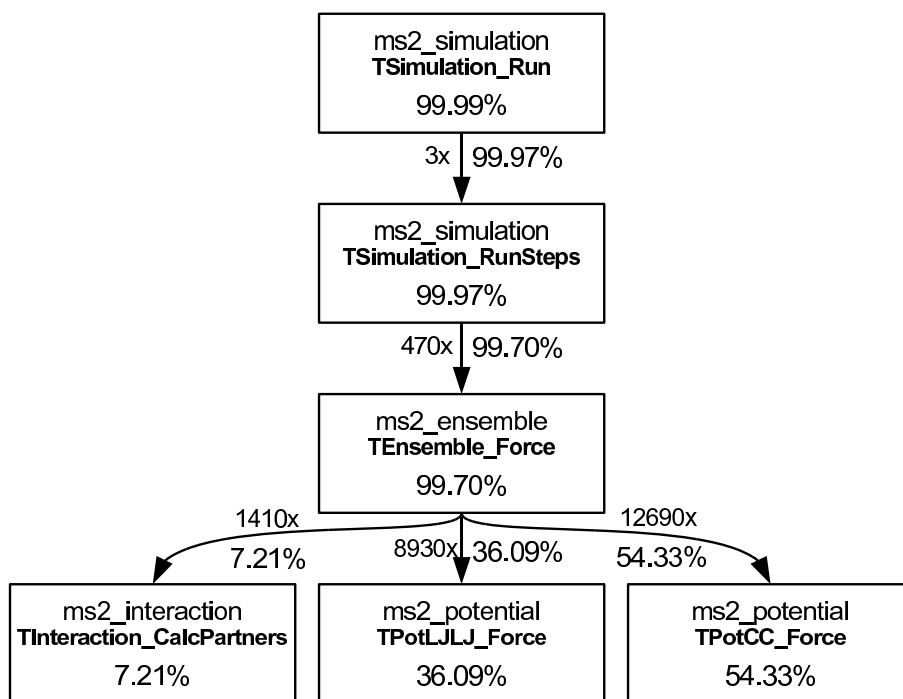 ms2_simulation
TSimulation_Run
99.99%
3x 99.97%
ms2_simulation
TSimulation_RunSteps
99.97%
470x 99.70%
ms2_ensemble
TEnsemble_Force
99.70%
1410x
7.21%
8930x 36.09%
12690x
54.33%
ms2_interaction
TInteraction_CalcPartners
7.21%
ms2_potential
TPotLJLJ_Force
36.09%
ms2_potential
TPotCC_Force
54.33%